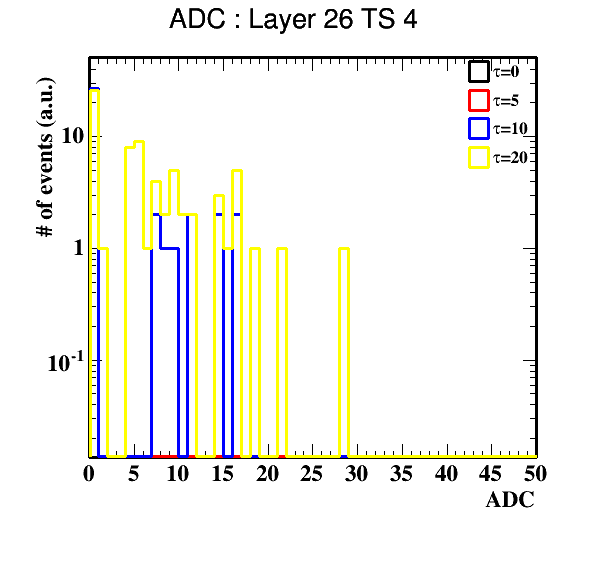 ADC : Layer 26 TS 4
# of events (a.u.)
τ=0
τ=5
τ=10
τ=20
10
1
10⁻¹
0 5 10 15 20 25 30 35 40 45 50
ADC